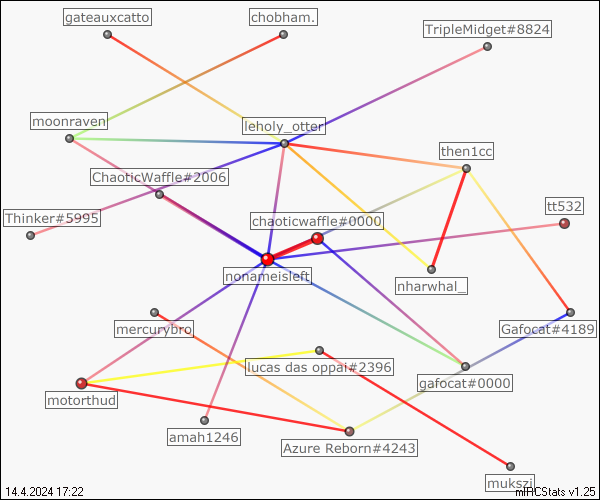 gateauxcatto
chobham.
TripleMidget#8824
moonraven
leholy_otter
then1cc
ChaoticWaffle#2006
Thinker#5995
chaoticwaffle#0000
tt532
nonameisleft
nharwhal_
mercurybro
Gafocat#4189
lucas das oppai#2396
gafocat#0000
motorthud
amah1246
Azure Reborn#4243
mukszi
14.4.2024 17:22
mIRCStats v1.25